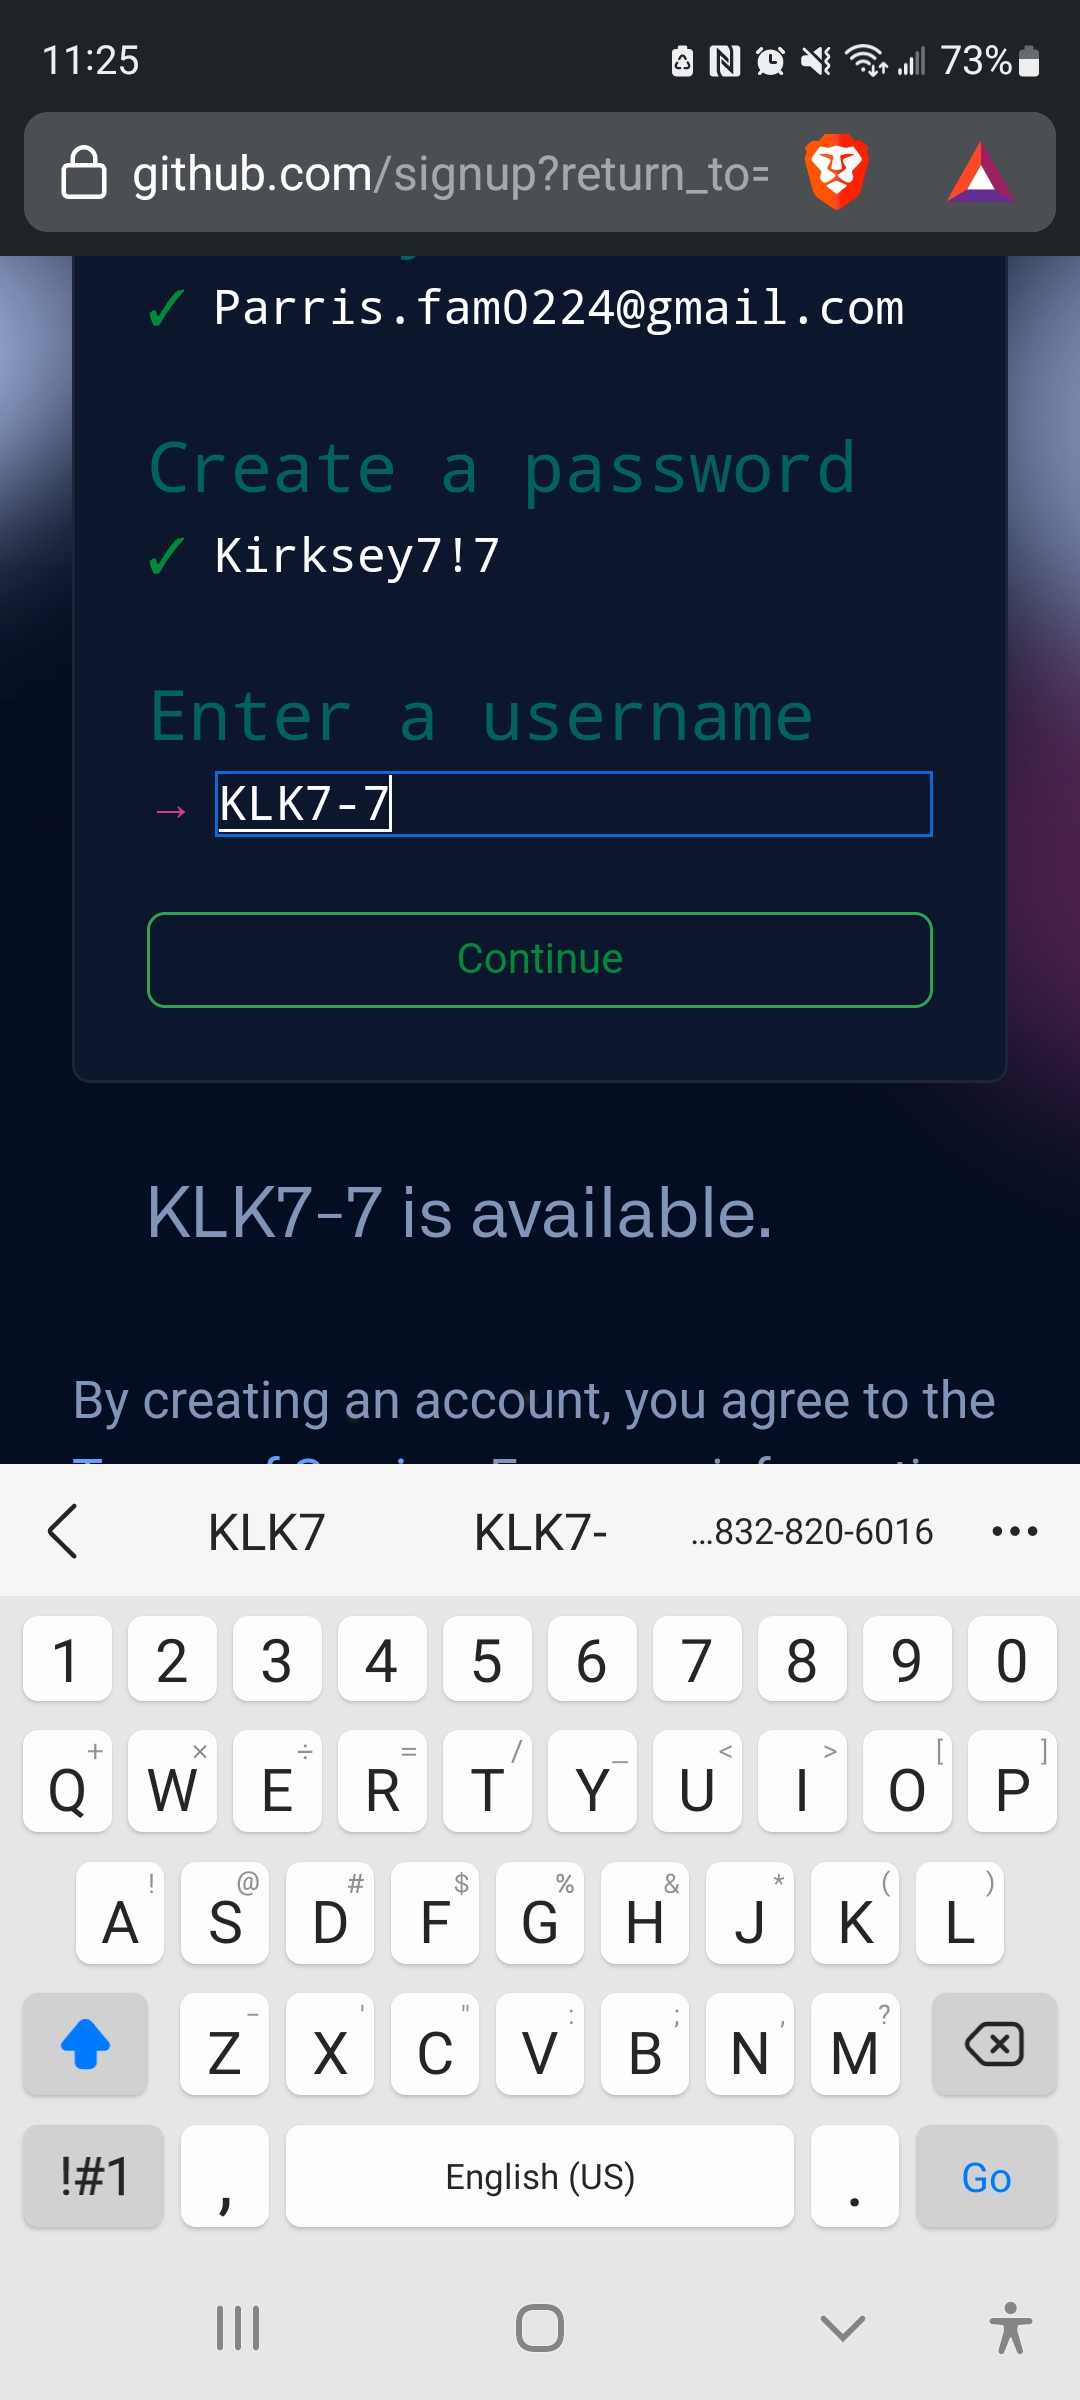 11:25
73%
github.com/signup?return_to=
✓ Parris.fam0224@gmail.com
Create a password
✓ Kirksey7!7
Enter a username
→ KLK7-7
Continue
KLK7-7 is available.
By creating an account, you agree to the
KLK7 KLK7- ...832-820-6016 •••
1 2 3 4 5 6 7 8 9 0
+ × ÷ = / _ < > [ ]
Q W E R T Y U I O P
! @ # $ % & * ( )
A S D F G H J K L
- ' " : ; , ?
Z X C V B N M
!#1 , English (US) . Go